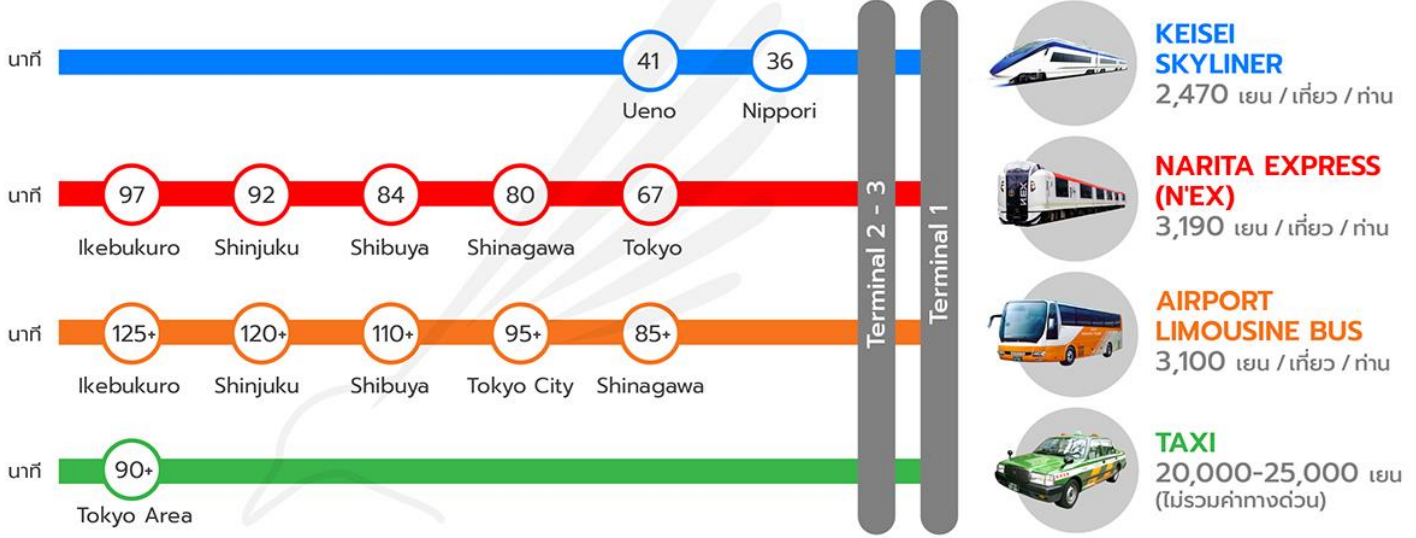 นาที
41
36
Ueno
Nippori
KEISEI
SKYLINER
2,470 เยน / เที่ยว / ท่าน
นาที
97
92
84
80
67
Ikebukuro
Shinjuku
Shibuya
Shinagawa
Tokyo
NARITA EXPRESS
(N'EX)
3,190 เยน / เที่ยว / ท่าน
N'EX
Terminal 2 - 3
Terminal 1
นาที
125+
120+
110+
95+
85+
Ikebukuro
Shinjuku
Shibuya
Tokyo City
Shinagawa
AIRPORT
LIMOUSINE BUS
3,100 เยน / เที่ยว / ท่าน
นาที
90+
Tokyo Area
TAXI
20,000-25,000 เยน
(ไม่รวมค่าทางด่วน)